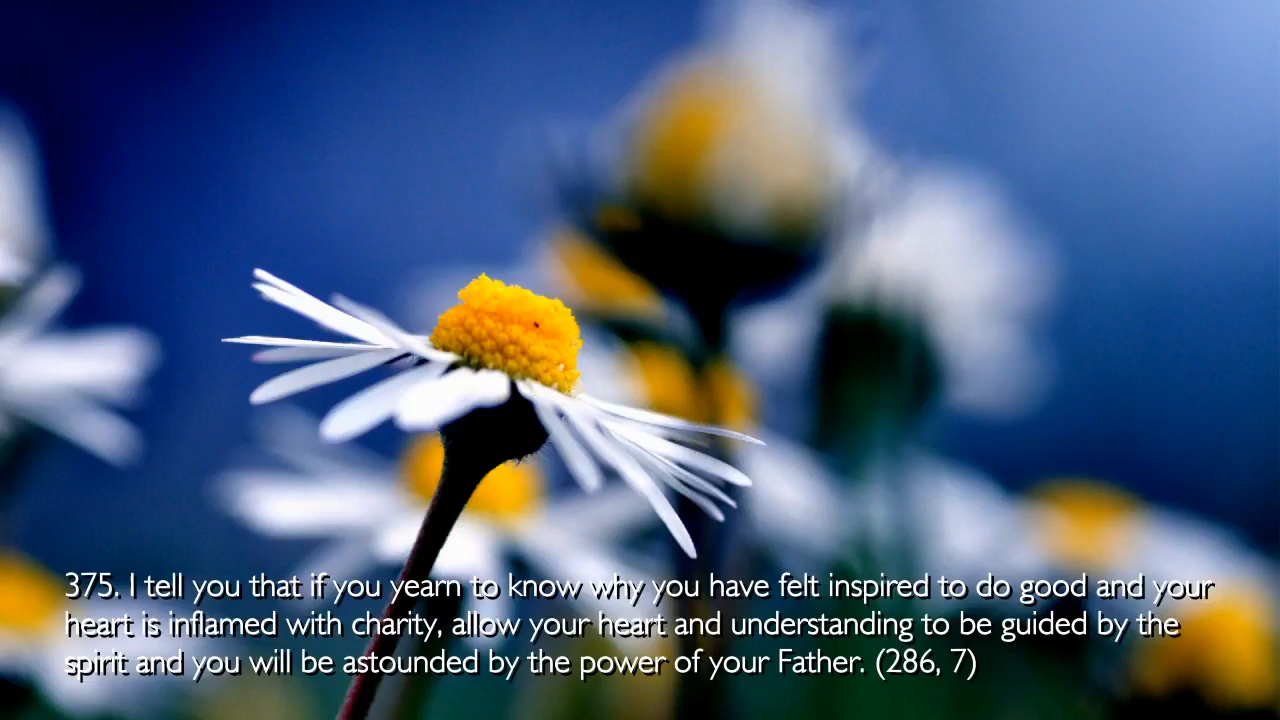 375. I tell you that if you yearn to know why you have felt inspired to do good and your
heart is inflamed with charity, allow your heart and understanding to be guided by the
spirit and you will be astounded by the power of your Father. (286, 7)